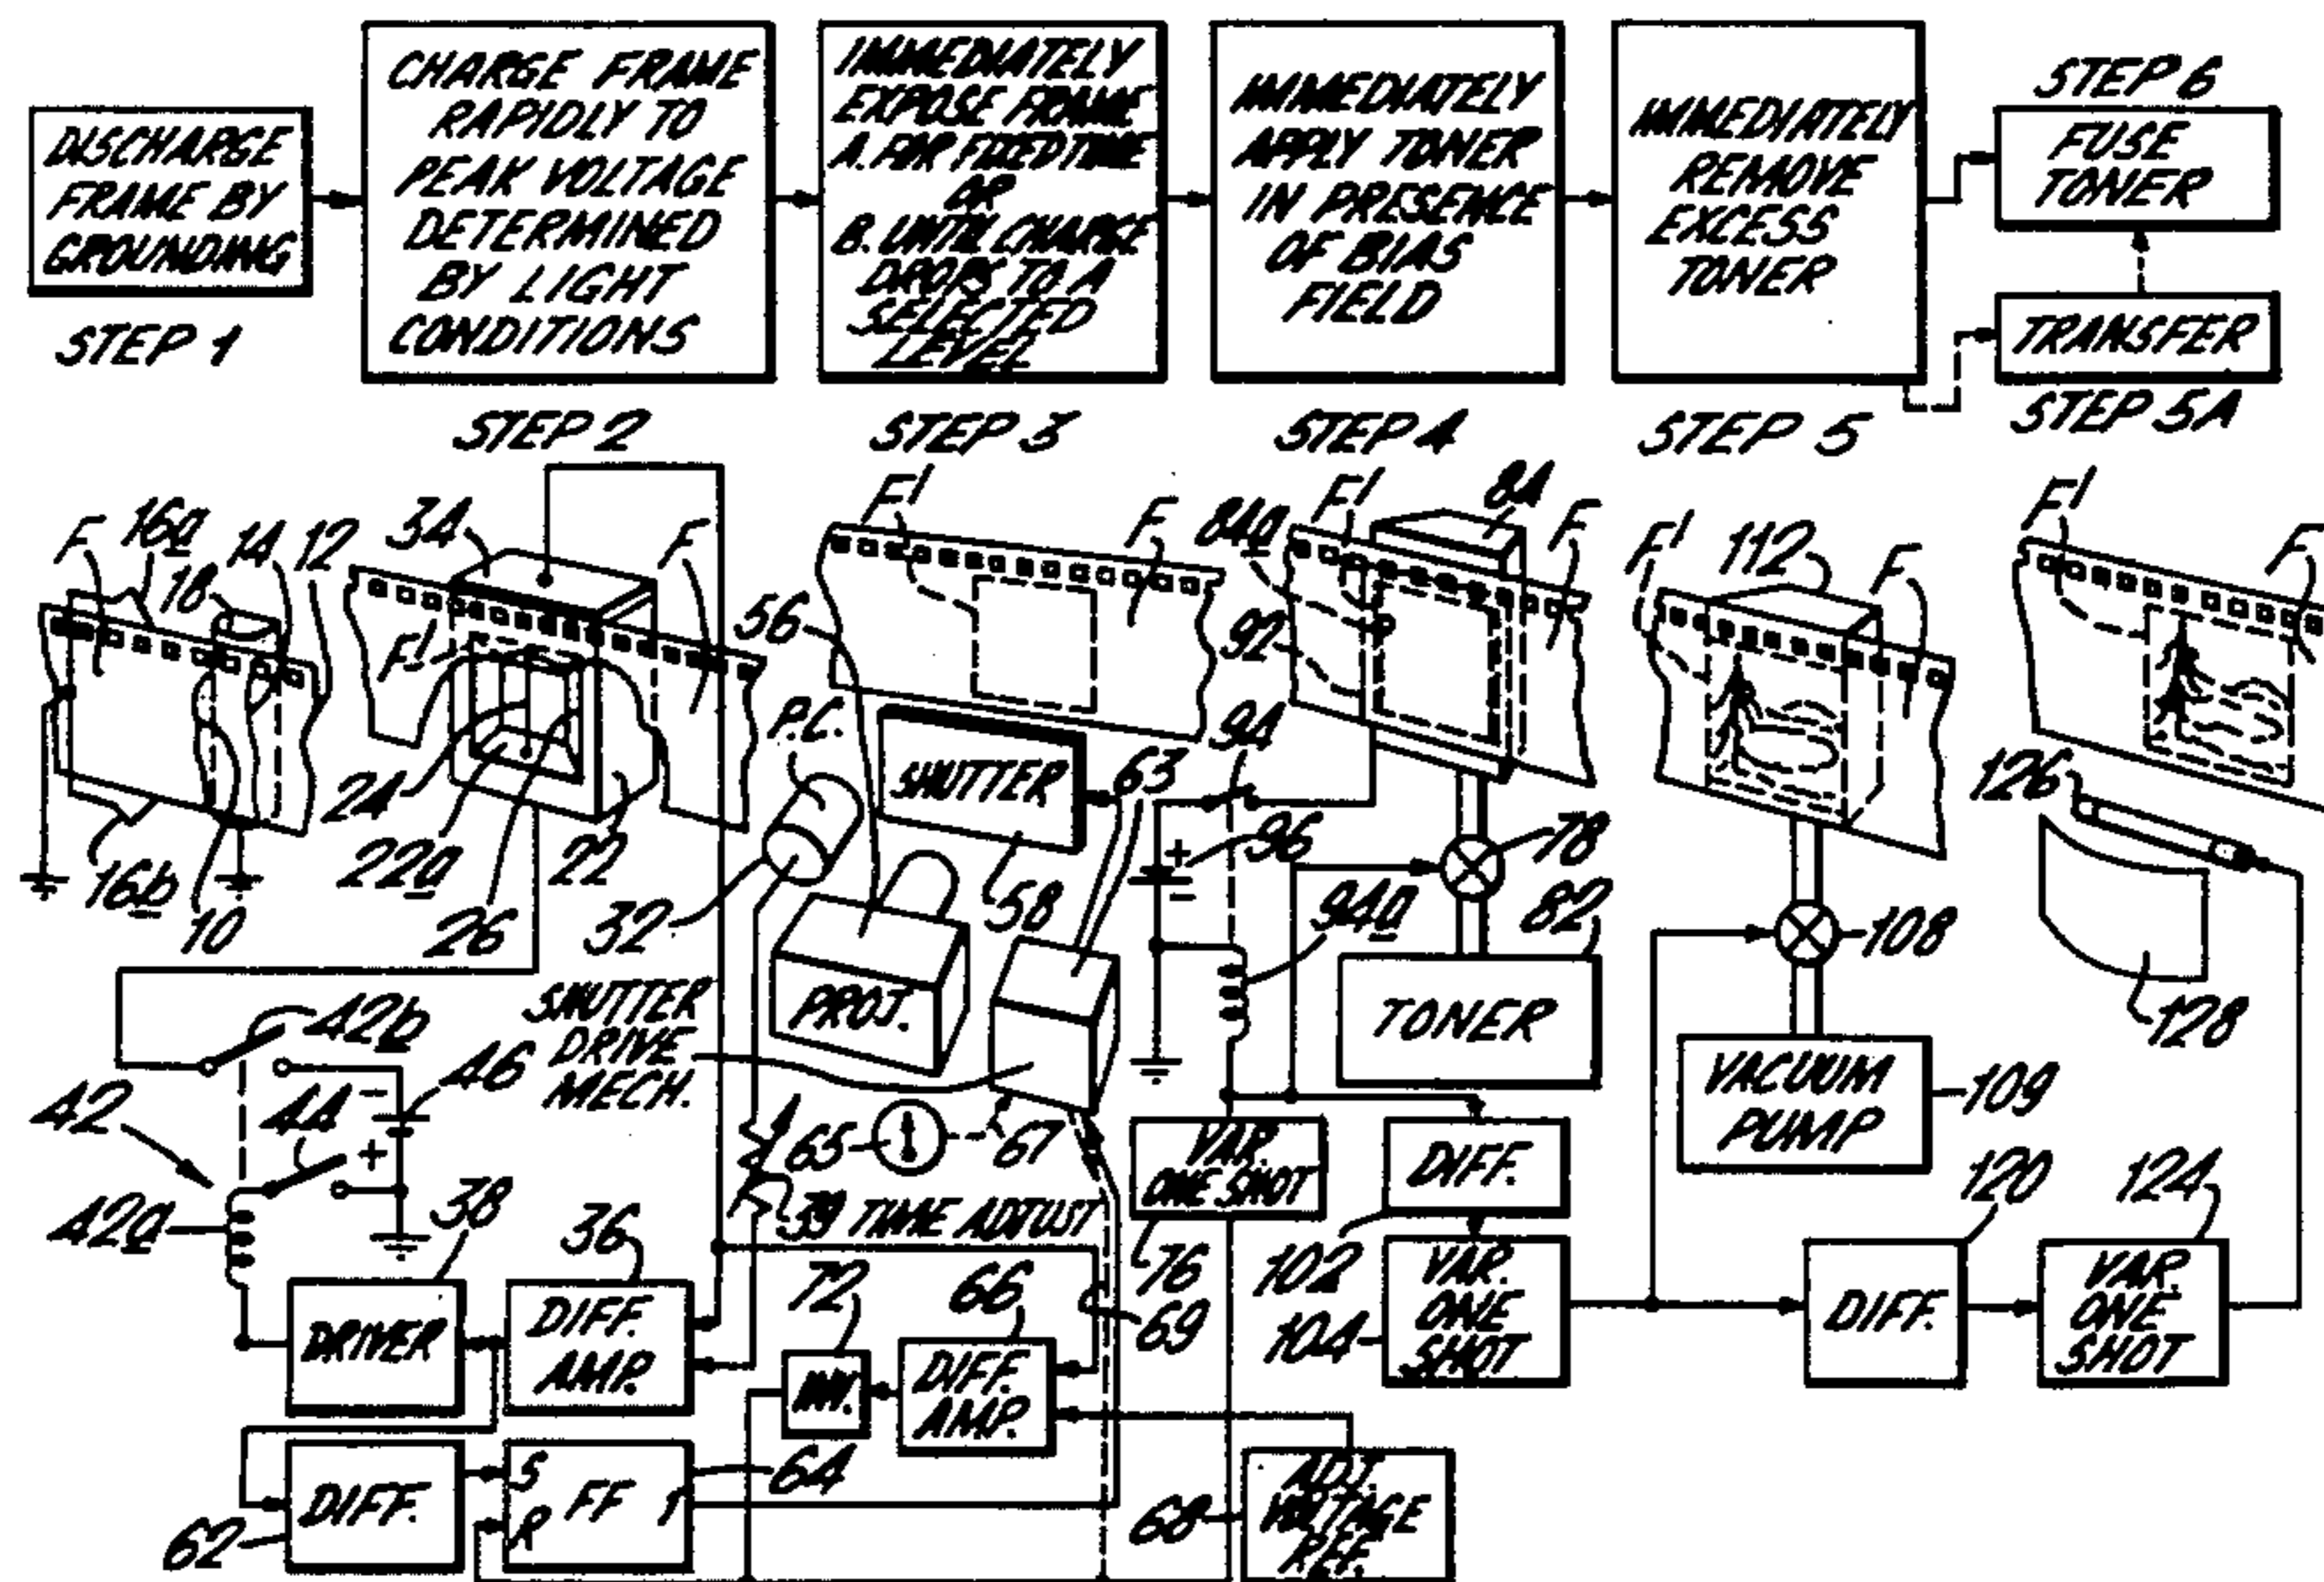 DISCHARGE
FRAME BY
GROUNDING
STEP 1
CHARGE FRAME
RAPIDLY TO
PEAK VOLTAGE
DETERMINED
BY LIGHT
CONDITIONS
STEP 2
IMMEDIATELY
EXPOSE FRAME
A. FOR FIXED TIME
OR
B. UNTIL CHARGE
DROPS TO A
SELECTED
LEVEL
STEP 3
IMMEDIATELY
APPLY TONER
IN PRESENCE
OF BIAS
FIELD
STEP 4
IMMEDIATELY
REMOVE
EXCESS
TONER
STEP 5
STEP 6
FUSE
TONER
TRANSFER
STEP 5A
F 16a 18 14 12
16b 10
34 F F'
24 22a 26 22
F' F
56 P.C. 32
SHUTTER
58 63
PROJ.
SHUTTER
DRIVE
MECH.
65 67
39 TIME ADJUST
84a F' 84 F
92 94
+ 96 -
94a 78 82
TONER
F' 112 F
108
VACUUM
PUMP
109
F' F
126
128
42b
42 44 - 46 +
42a
38
DRIVER
36
DIFF.
AMP.
62
DIFF.
S FF 1
R
64
72
INV.
66
DIFF.
AMP.
69
68
ADJ.
VOLTAGE
REF.
VAR.
ONE SHOT
76
DIFF.
102
VAR.
ONE
SHOT
104
120
DIFF.
124
VAR.
ONE
SHOT